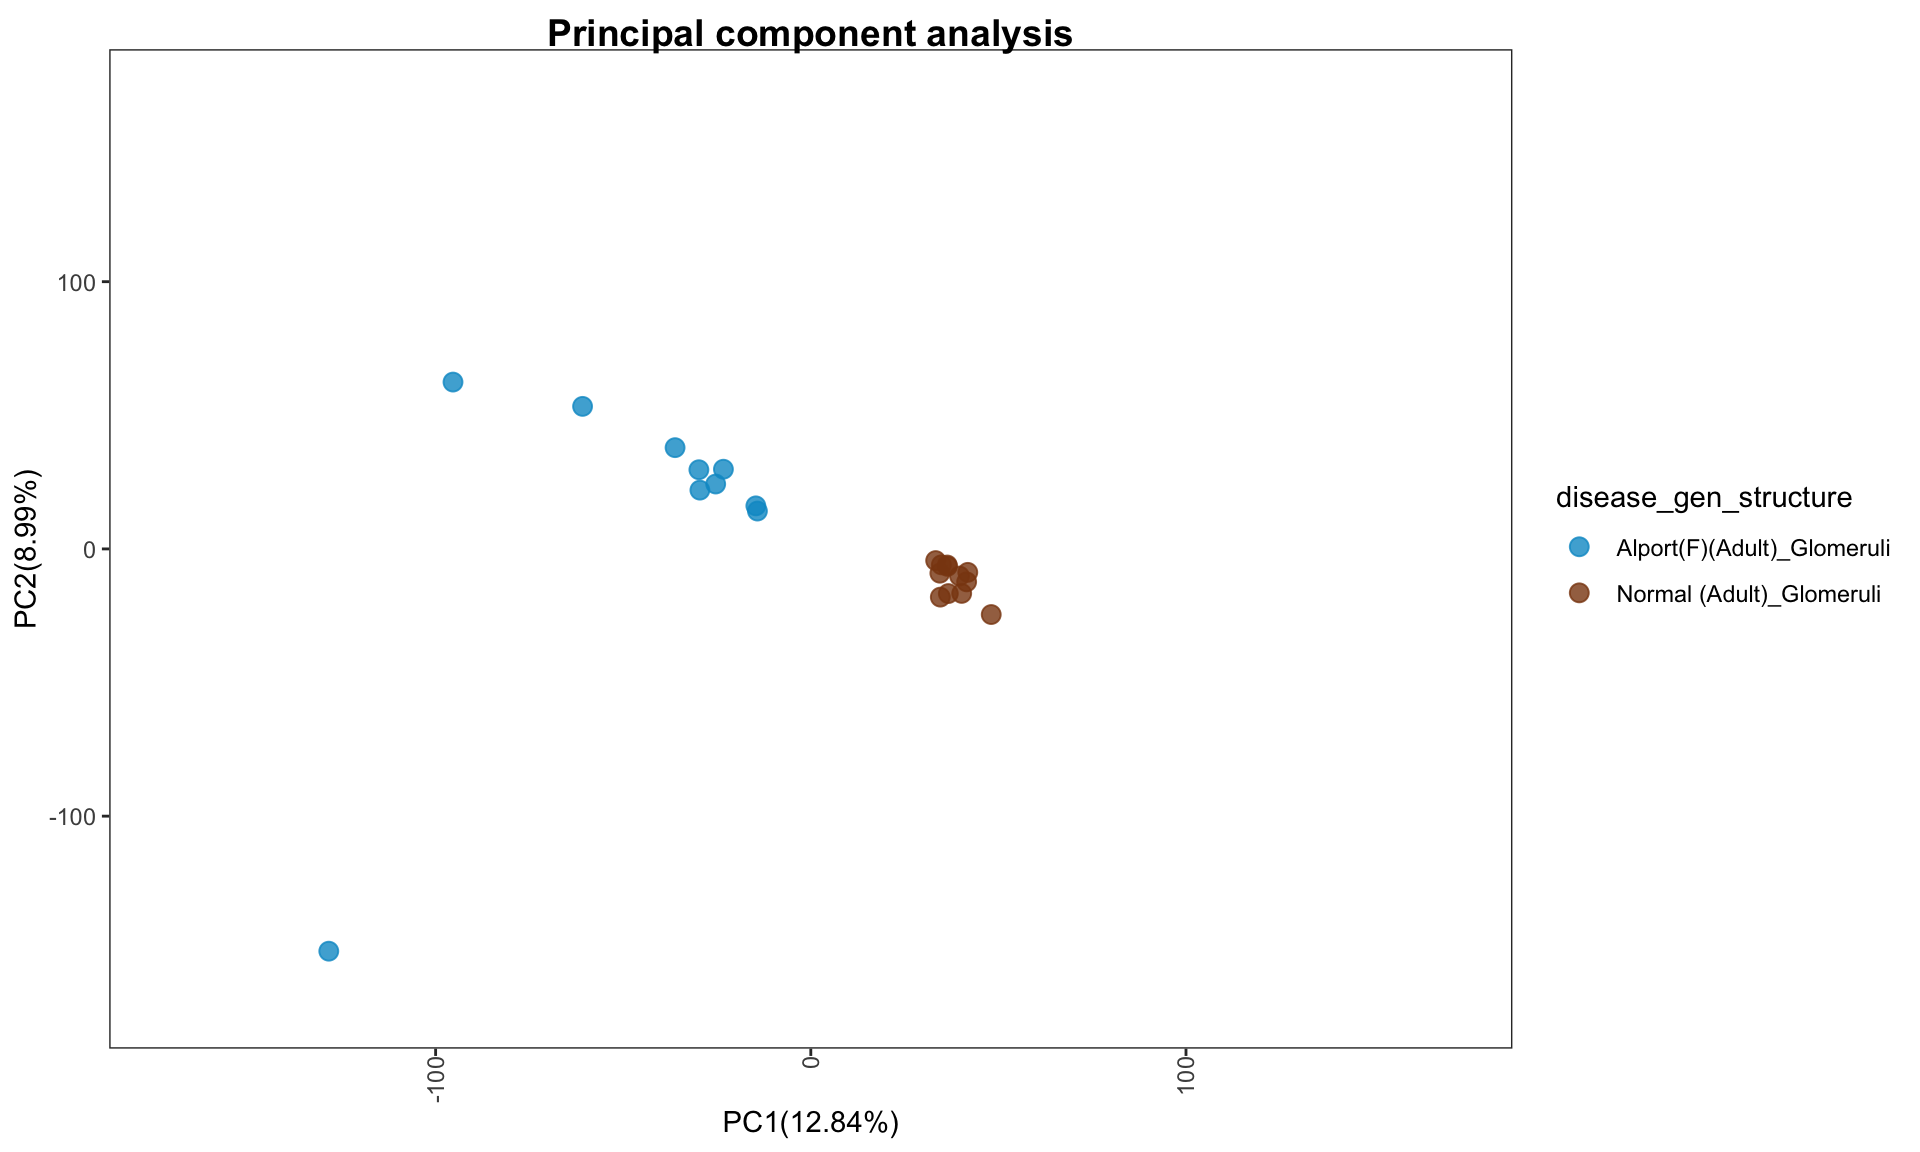 Principal component analysis
100
0
-100
PC2(8.99%)
-100
0
100
PC1(12.84%)
disease_gen_structure
Alport(F)(Adult)_Glomeruli
Normal (Adult)_Glomeruli